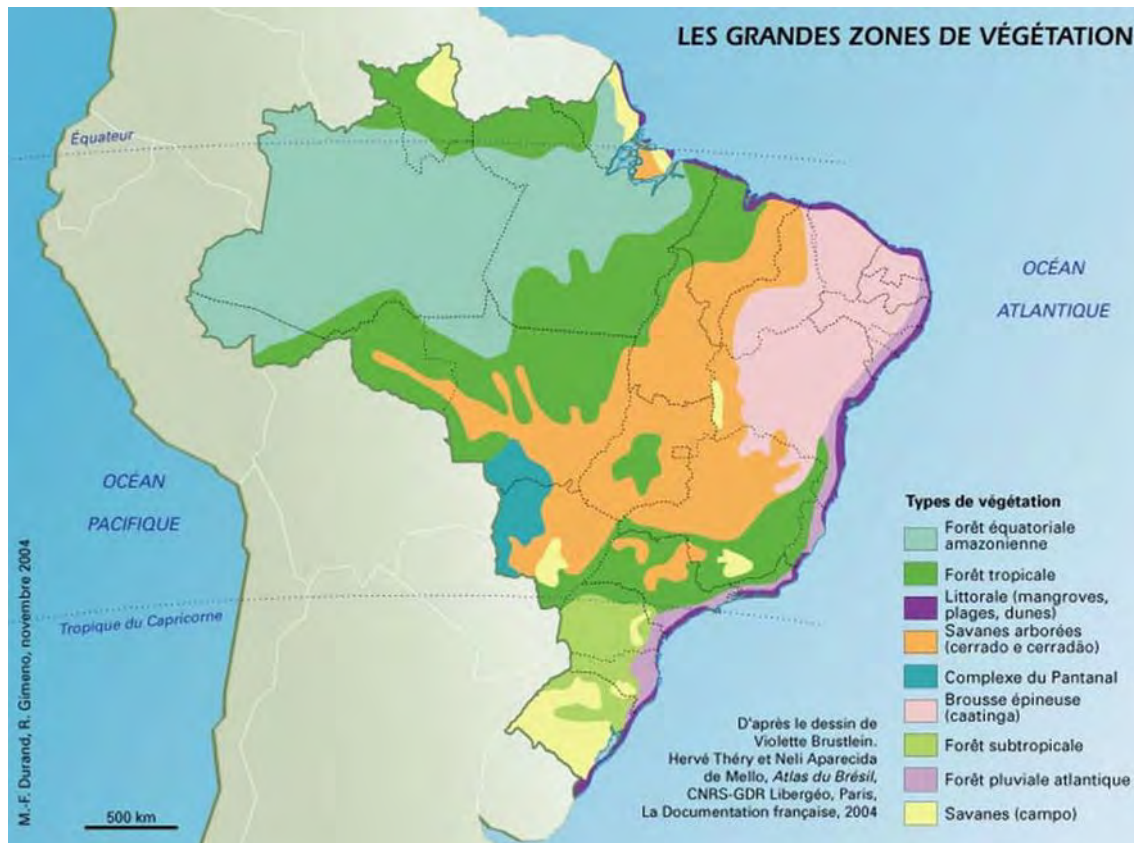 LES GRANDES ZONES DE VÉGÉTATION
Équateur
OCÉAN
ATLANTIQUE
OCÉAN
PACIFIQUE
Tropique du Capricorne
M.-F. Durand, R. Gimeno, novembre 2004
500 km
D'après le dessin de
Violette Brustlein.
Hervé Théry et Neli Aparecida
de Mello, Atlas du Brésil,
CNRS-GDR Libergéo, Paris,
La Documentation française, 2004
Types de végétation
Forêt équatoriale
amazonienne
Forêt tropicale
Littorale (mangroves,
plages, dunes)
Savanes arborées
(cerrado e cerradão)
Complexe du Pantanal
Brousse épineuse
(caatinga)
Forêt subtropicale
Forêt pluviale atlantique
Savanes (campo)